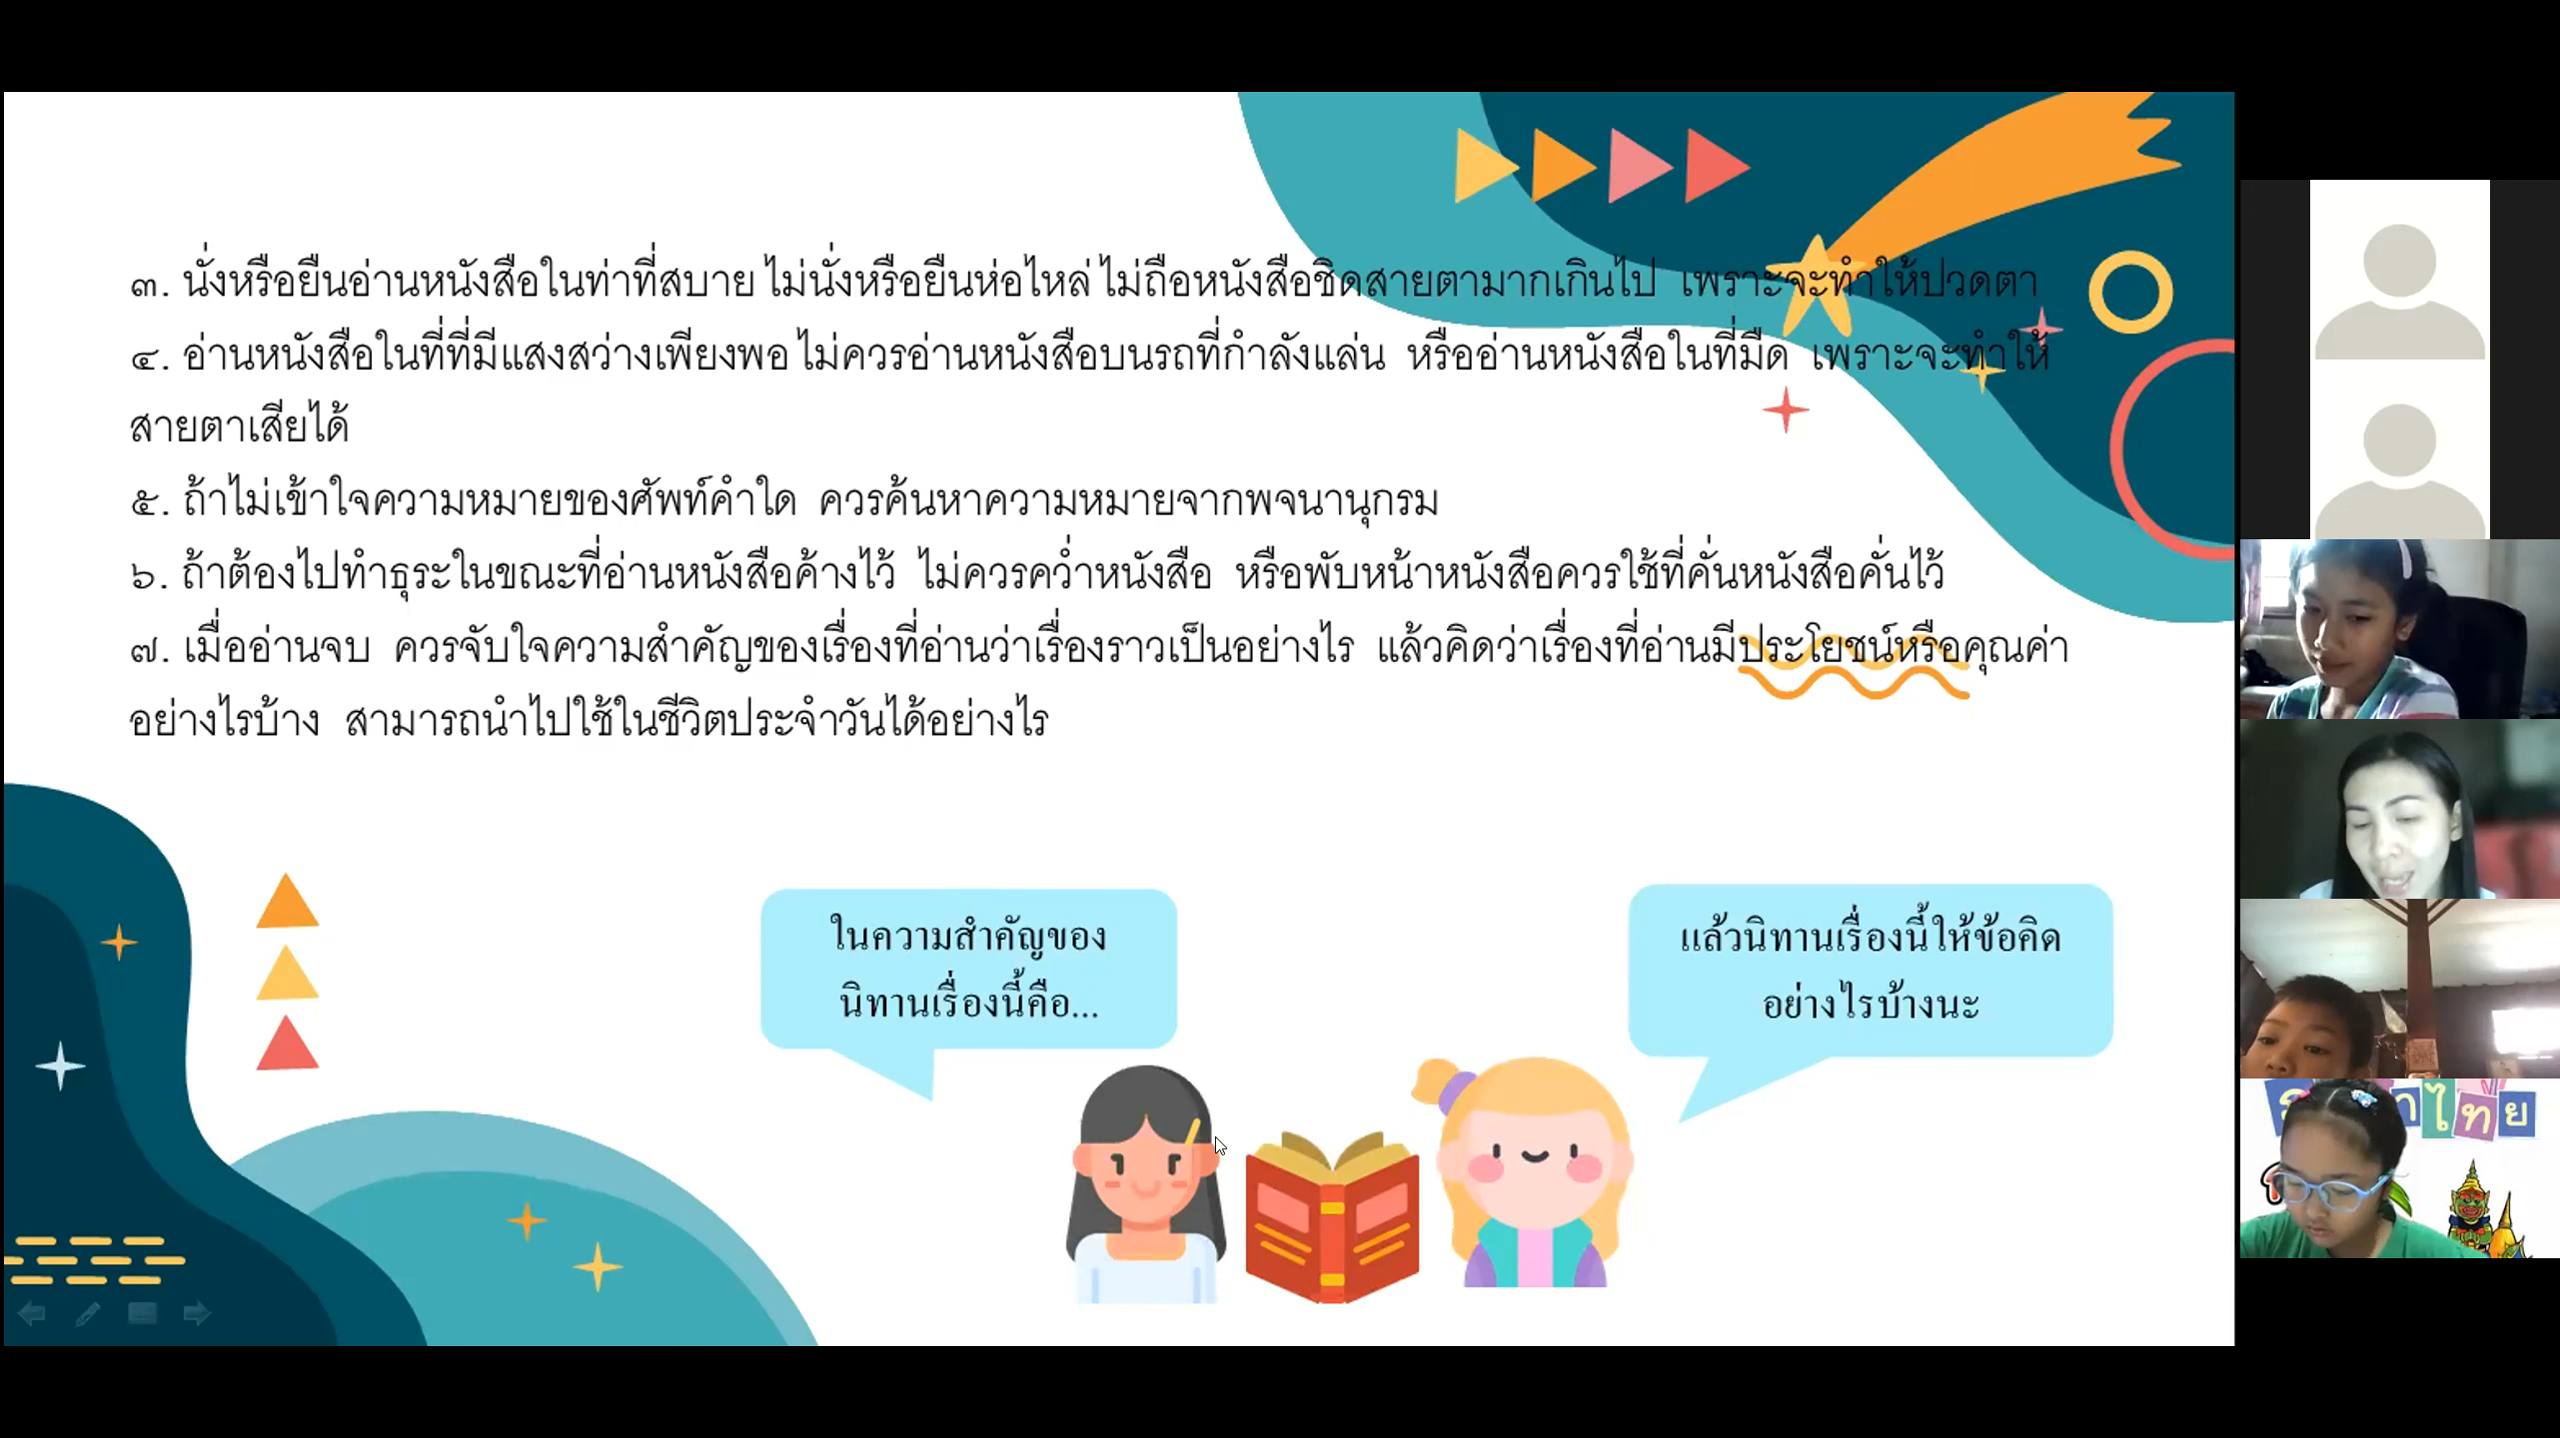 ๓. นั่งหรือยืนอ่านหนังสือในท่าที่สบาย ไม่นั่งหรือยืนห่อไหล่ ไม่ถือหนังสือชิดสายตามากเกินไป เพราะจะทำให้ปวดตา
๔. อ่านหนังสือในที่ที่มีแสงสว่างเพียงพอ ไม่ควรอ่านหนังสือบนรถที่กำลังแล่น หรืออ่านหนังสือในที่มืด เพราะจะทำให้
สายตาเสียได้
๕. ถ้าไม่เข้าใจความหมายของศัพท์คำใด ควรค้นหาความหมายจากพจนานุกรม
๖. ถ้าต้องไปทำธุระในขณะที่อ่านหนังสือค้างไว้ ไม่ควรคว่ำหนังสือ หรือพับหน้าหนังสือควรใช้ที่คั่นหนังสือคั่นไว้
๗. เมื่ออ่านจบ ควรจับใจความสำคัญของเรื่องที่อ่านว่าเรื่องราวเป็นอย่างไร แล้วคิดว่าเรื่องที่อ่านมีประโยชน์หรือคุณค่า
อย่างไรบ้าง สามารถนำไปใช้ในชีวิตประจำวันได้อย่างไร
ในความสำคัญของ
นิทานเรื่องนี้คือ...
แล้วนิทานเรื่องนี้ให้ข้อคิด
อย่างไรบ้างนะ
ไทย